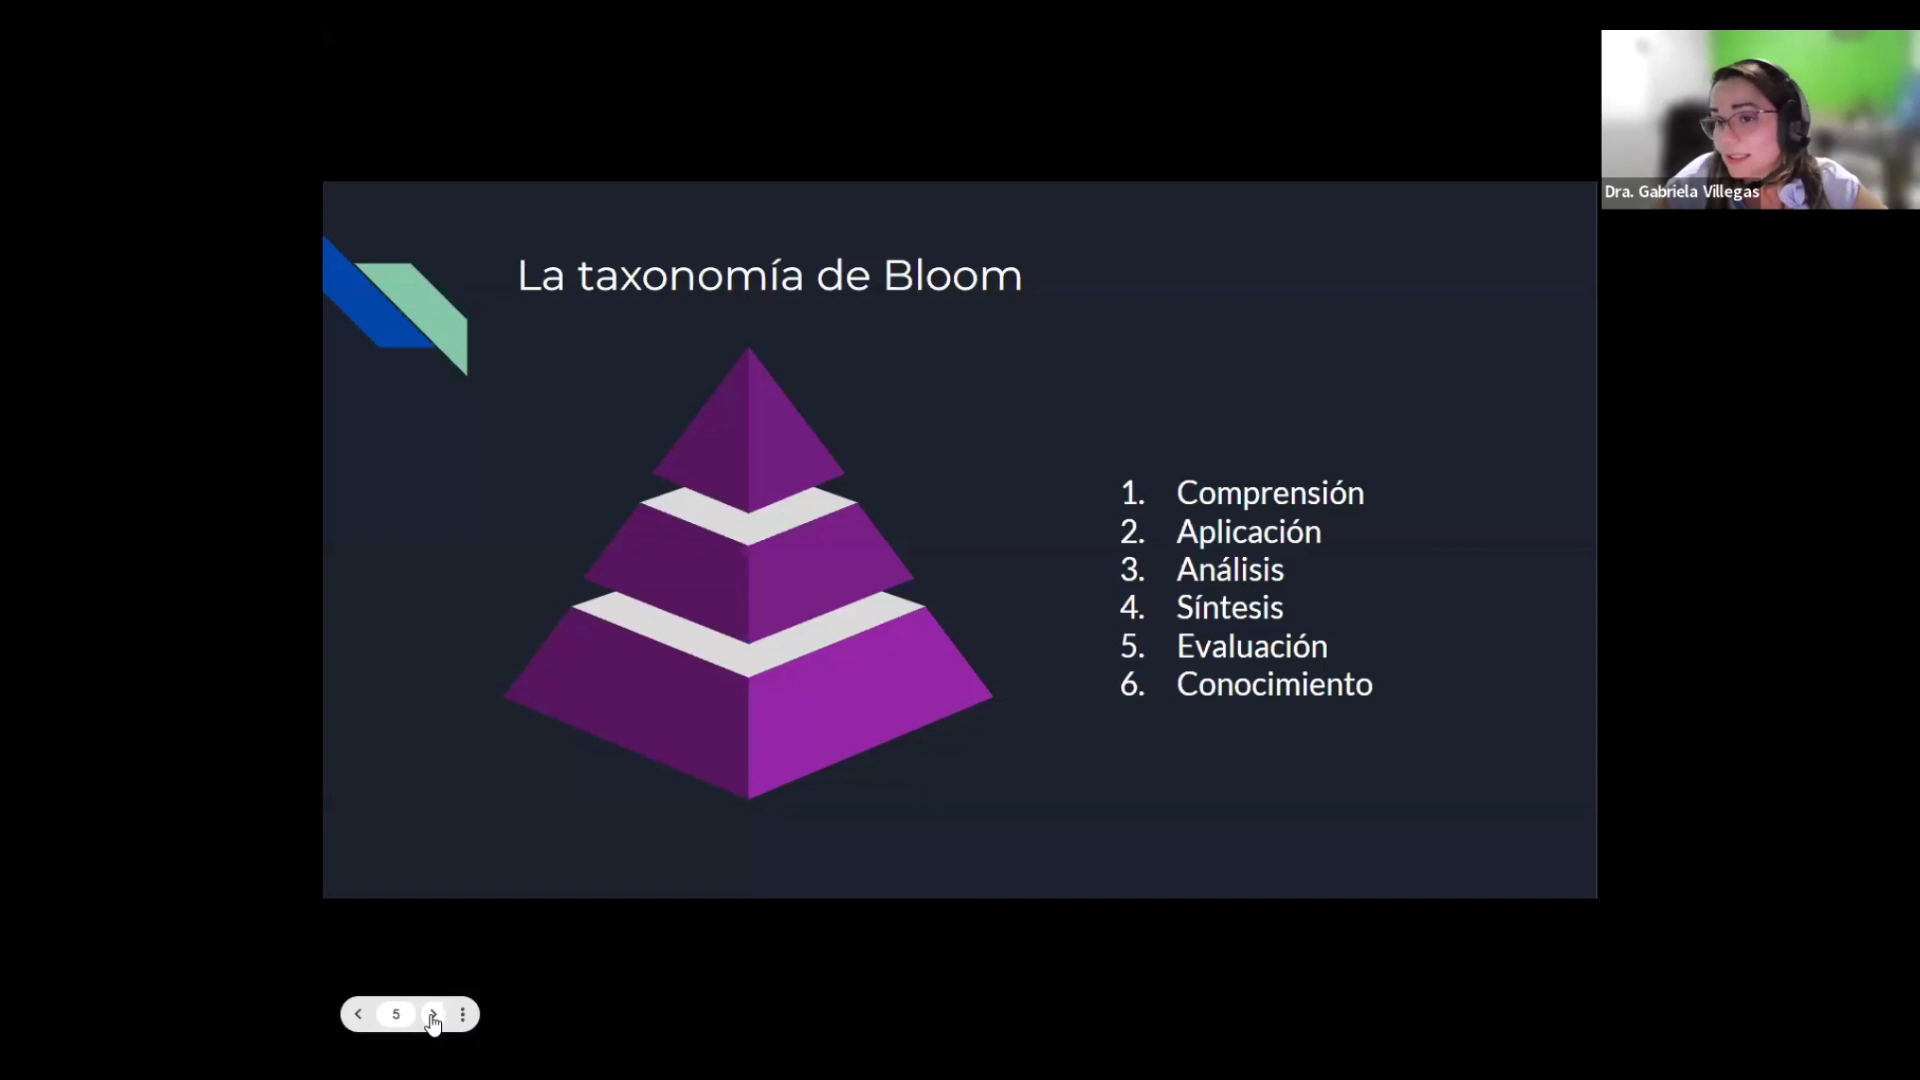 Dra. Gabriela Villegas
La taxonomía de Bloom
1. Comprensión
2. Aplicación
3. Análisis
4. Síntesis
5. Evaluación
6. Conocimiento
5